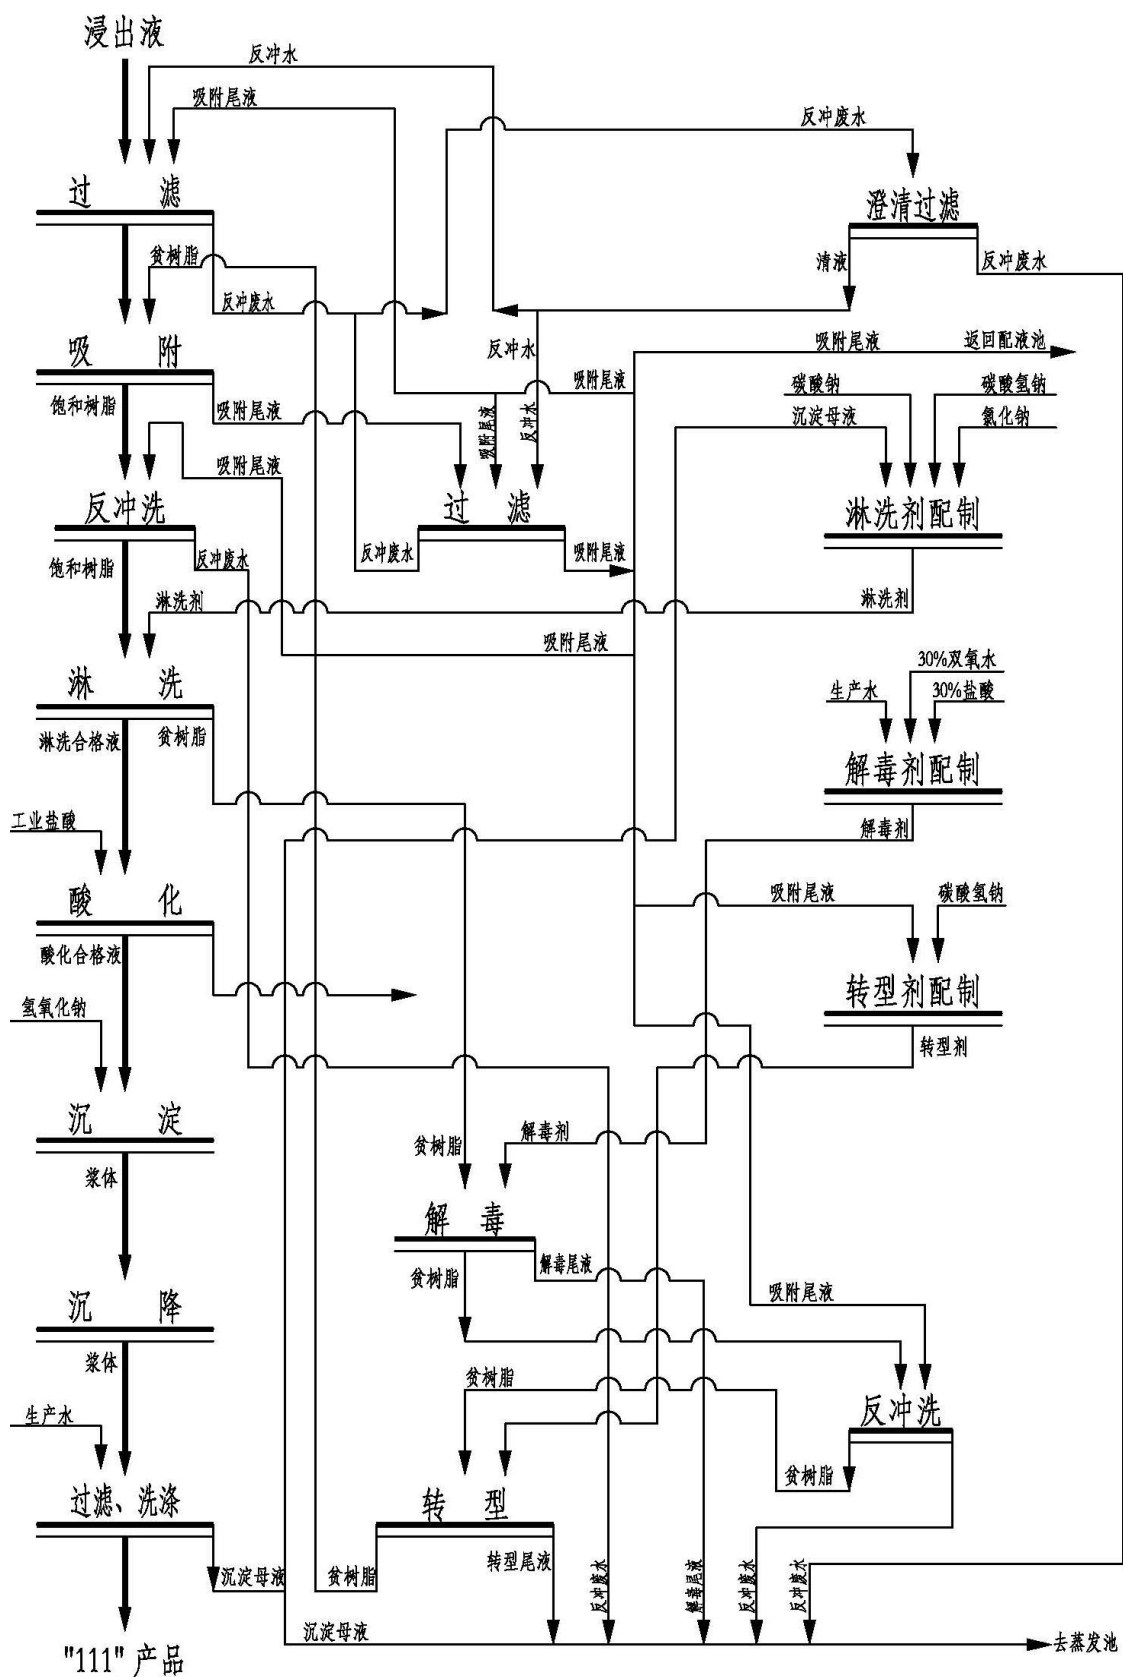 浸出液
反冲水
吸附尾液
反冲废水
过 滤
澄清过滤
贫树脂
清液
反冲废水
反冲废水
吸 附
反冲水
吸附尾液
返回配液池
吸附尾液
碳酸钠
碳酸氢钠
饱和树脂
吸附尾液
吸附尾液
反冲水
沉淀母液
氯化钠
吸附尾液
反冲洗
过 滤
淋洗剂配制
饱和树脂
反冲废水
反冲废水
吸附尾液
淋洗剂
淋洗剂
吸附尾液
淋 洗
30%双氧水
生产水
30%盐酸
淋洗合格液
贫树脂
解毒剂配制
工业盐酸
解毒剂
酸 化
吸附尾液
碳酸氢钠
酸化合格液
转型剂配制
氢氧化钠
转型剂
沉 淀
贫树脂
解毒剂
浆体
解 毒
贫树脂
解毒尾液
吸附尾液
沉 降
浆体
贫树脂
生产水
反冲洗
贫树脂
过滤、洗涤
转 型
转型尾液
沉淀母液
贫树脂
反冲废水
解毒尾液
反冲废水
反冲废水
沉淀母液
去蒸发池
"111" 产品